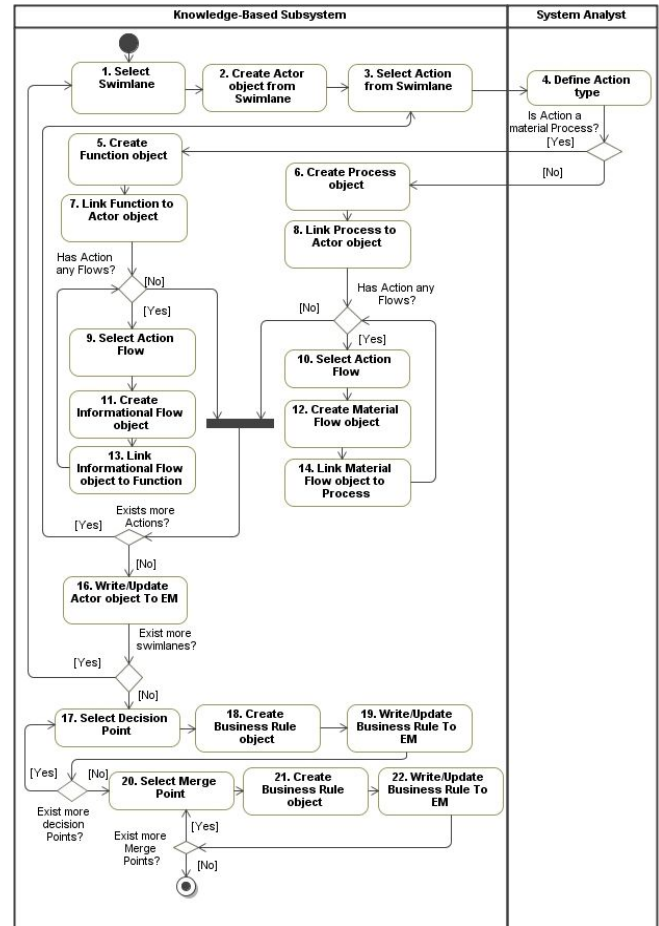 Knowledge-Based Subsystem
System Analyst
1. Select
Swimlane
2. Create Actor
object from
Swimlane
3. Select Action
from Swimlane
4. Define Action
type
Is Action a
material Process?
[Yes]
[No]
5. Create
Function object
6. Create Process
object
7. Link Function to
Actor object
8. Link Process to
Actor object
Has Action
any Flows?
[No]
[Yes]
Has Action any
Flows?
[No]
[Yes]
9. Select Action
Flow
10. Select Action
Flow
11. Create
Informational Flow
object
12. Create Material
Flow object
13. Link
Informational Flow
object to Function
14. Link Material
Flow object to
Process
Exists more
Actions?
[Yes]
[No]
16. Write/Update
Actor object To EM
Exist more
swimlanes?
[Yes]
[No]
17. Select Decision
Point
18. Create
Business Rule
object
19. Write/Update
Business Rule To
EM
[Yes]
[No]
Exist more
decision
Points?
20. Select Merge
Point
21. Create
Business Rule
object
22. Write/Update
Business Rule To
EM
[Yes]
Exist more
Merge
Points?
[No]